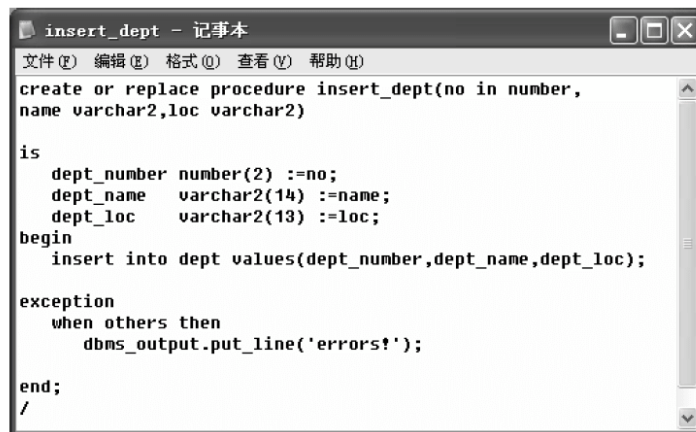 insert_dept - 记事本
文件(F) 编辑(E) 格式(O) 查看(V) 帮助(H)
create or replace procedure insert_dept(no in number,
name varchar2,loc varchar2)
is
dept_number number(2) :=no;
dept_name varchar2(14) :=name;
dept_loc varchar2(13) :=loc;
begin
insert into dept values(dept_number,dept_name,dept_loc);
exception
when others then
dbms_output.put_line('errors!');
end;
/